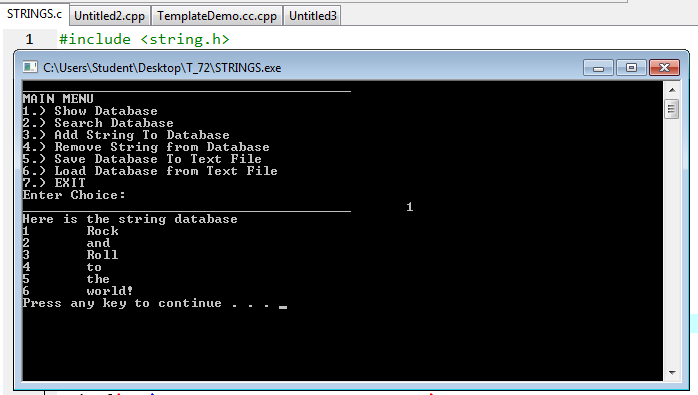 STRINGS.c Untitled2.cpp TemplateDemo.cc.cpp Untitled3
1 #include <string.h>
C:\Users\Student\Desktop\T_72\STRINGS.exe
MAIN MENU
1.) Show Database
2.) Search Database
3.) Add String To Database
4.) Remove String from Database
5.) Save Database To Text File
6.) Load Database from Text File
7.) EXIT
Enter Choice:
1
Here is the string database
1 Rock
2 and
3 Roll
4 to
5 the
6 world!
Press any key to continue . . . _